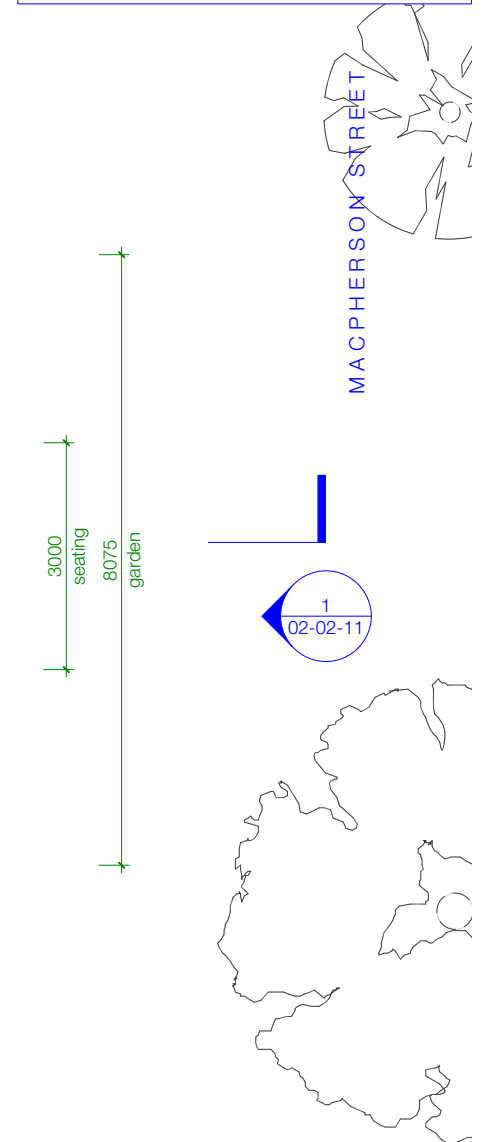 MACPHERSON STREET
3000
seating
8075
garden
1
02-02-11